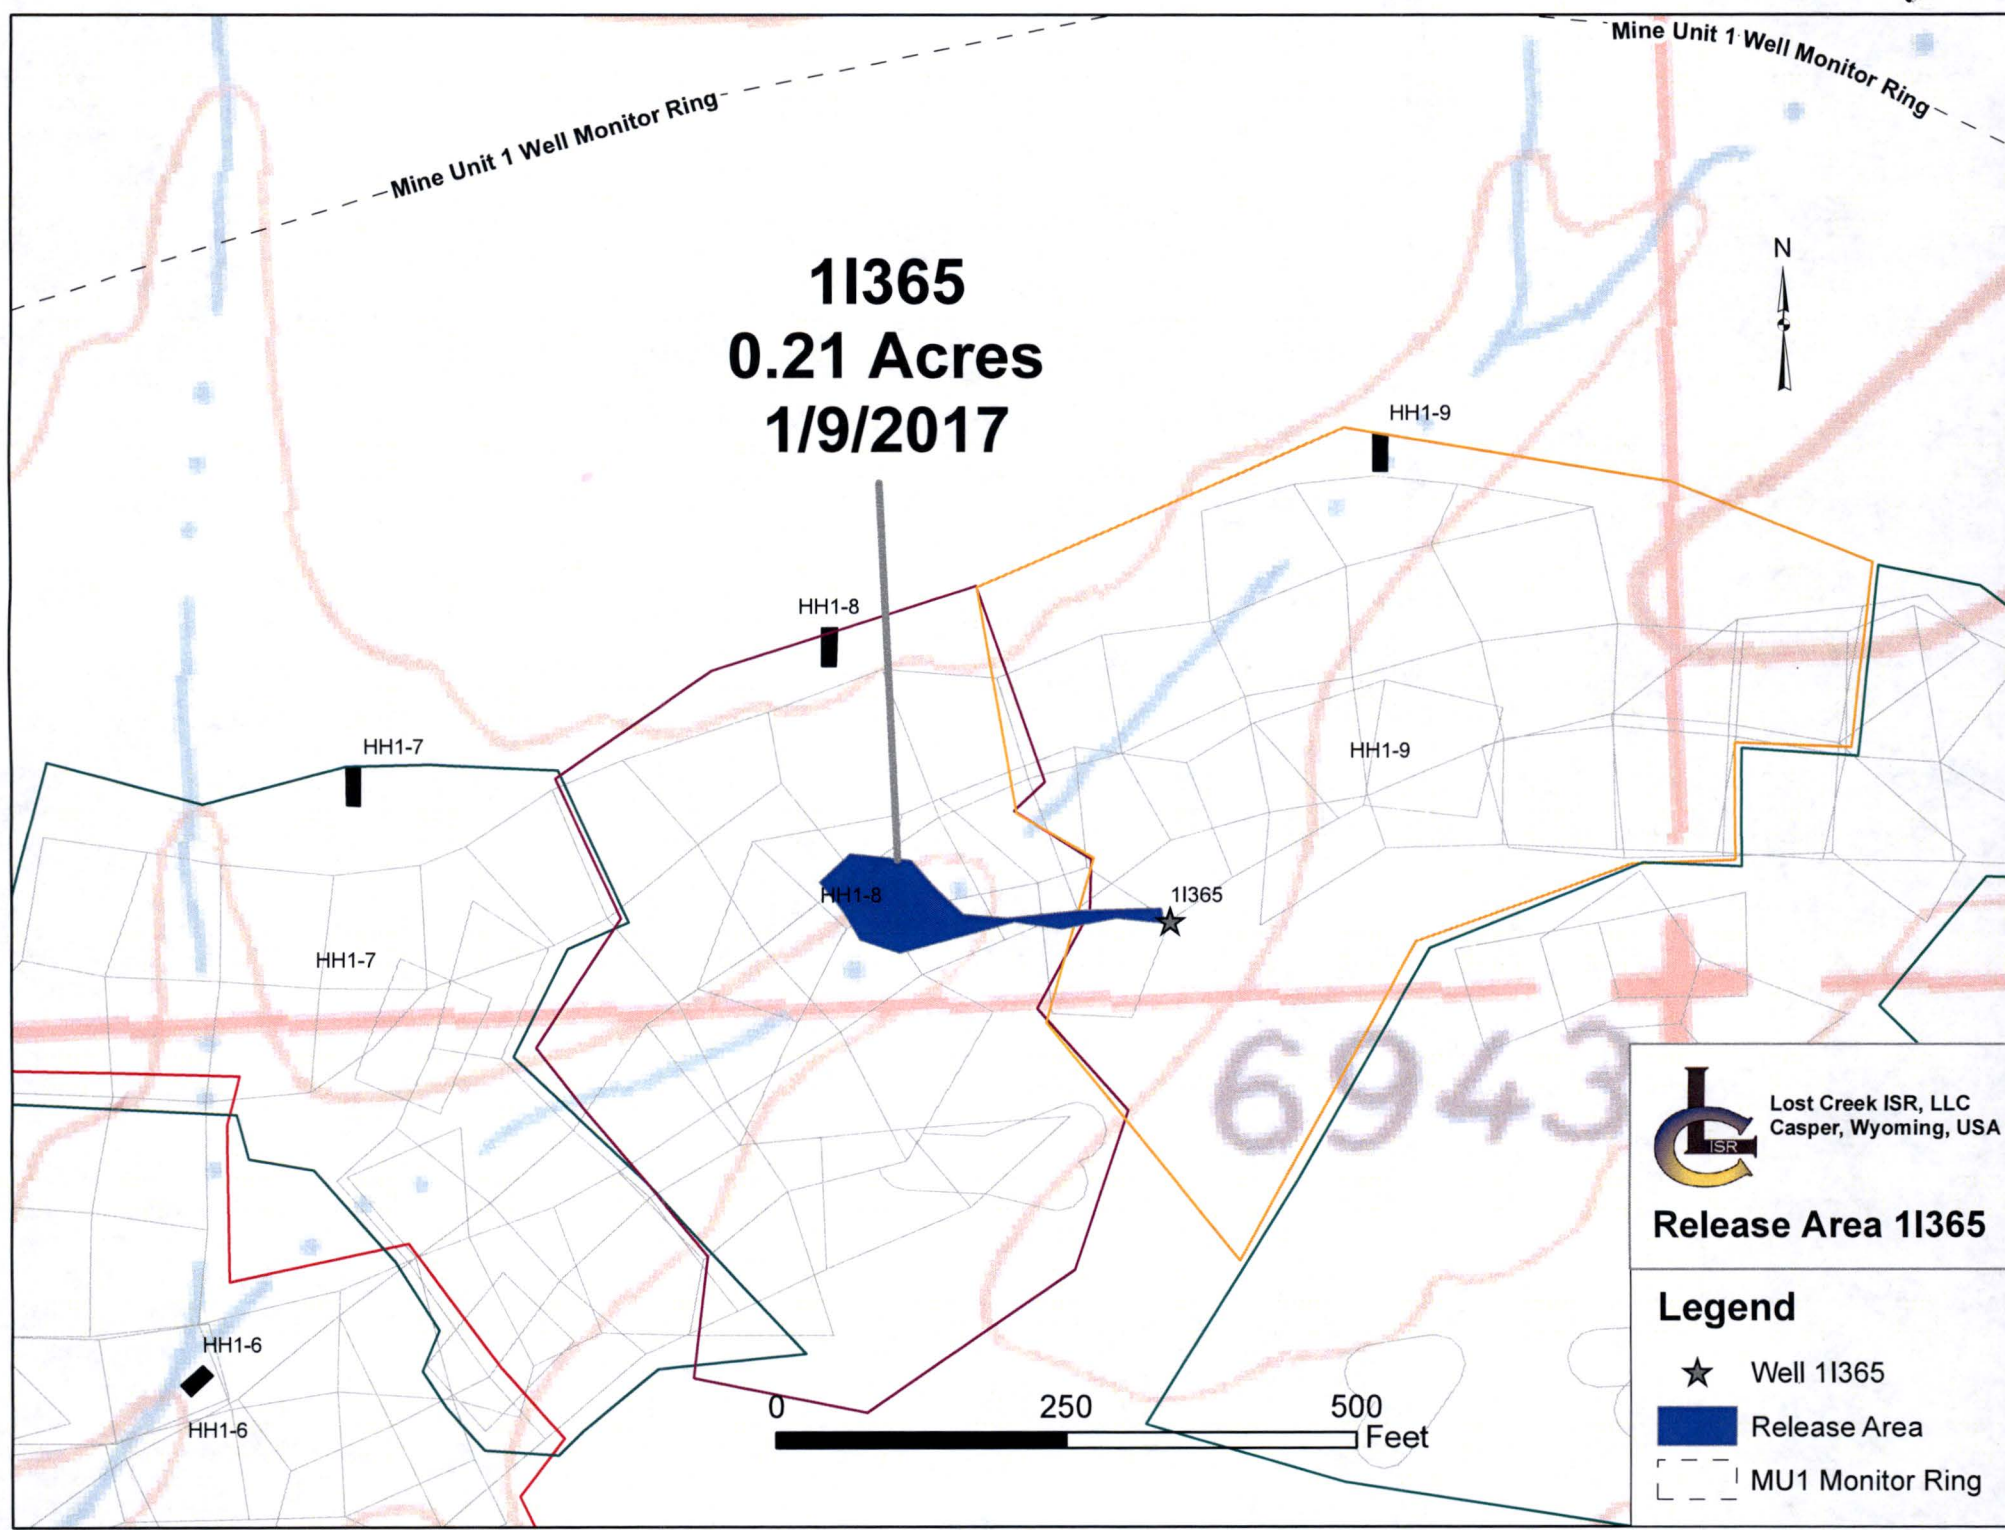 Mine Unit 1 Well Monitor Ring
Mine Unit 1 Well Monitor Ring
N
1I365
0.21 Acres
1/9/2017
HH1-9
HH1-8
HH1-7
HH1-9
HH1-8
1I365
HH1-7
6943
HH1-6
HH1-6
0 250 500
Feet
ISR
Lost Creek ISR, LLC
Casper, Wyoming, USA
Release Area 1I365
Legend
Well 1I365
Release Area
MU1 Monitor Ring